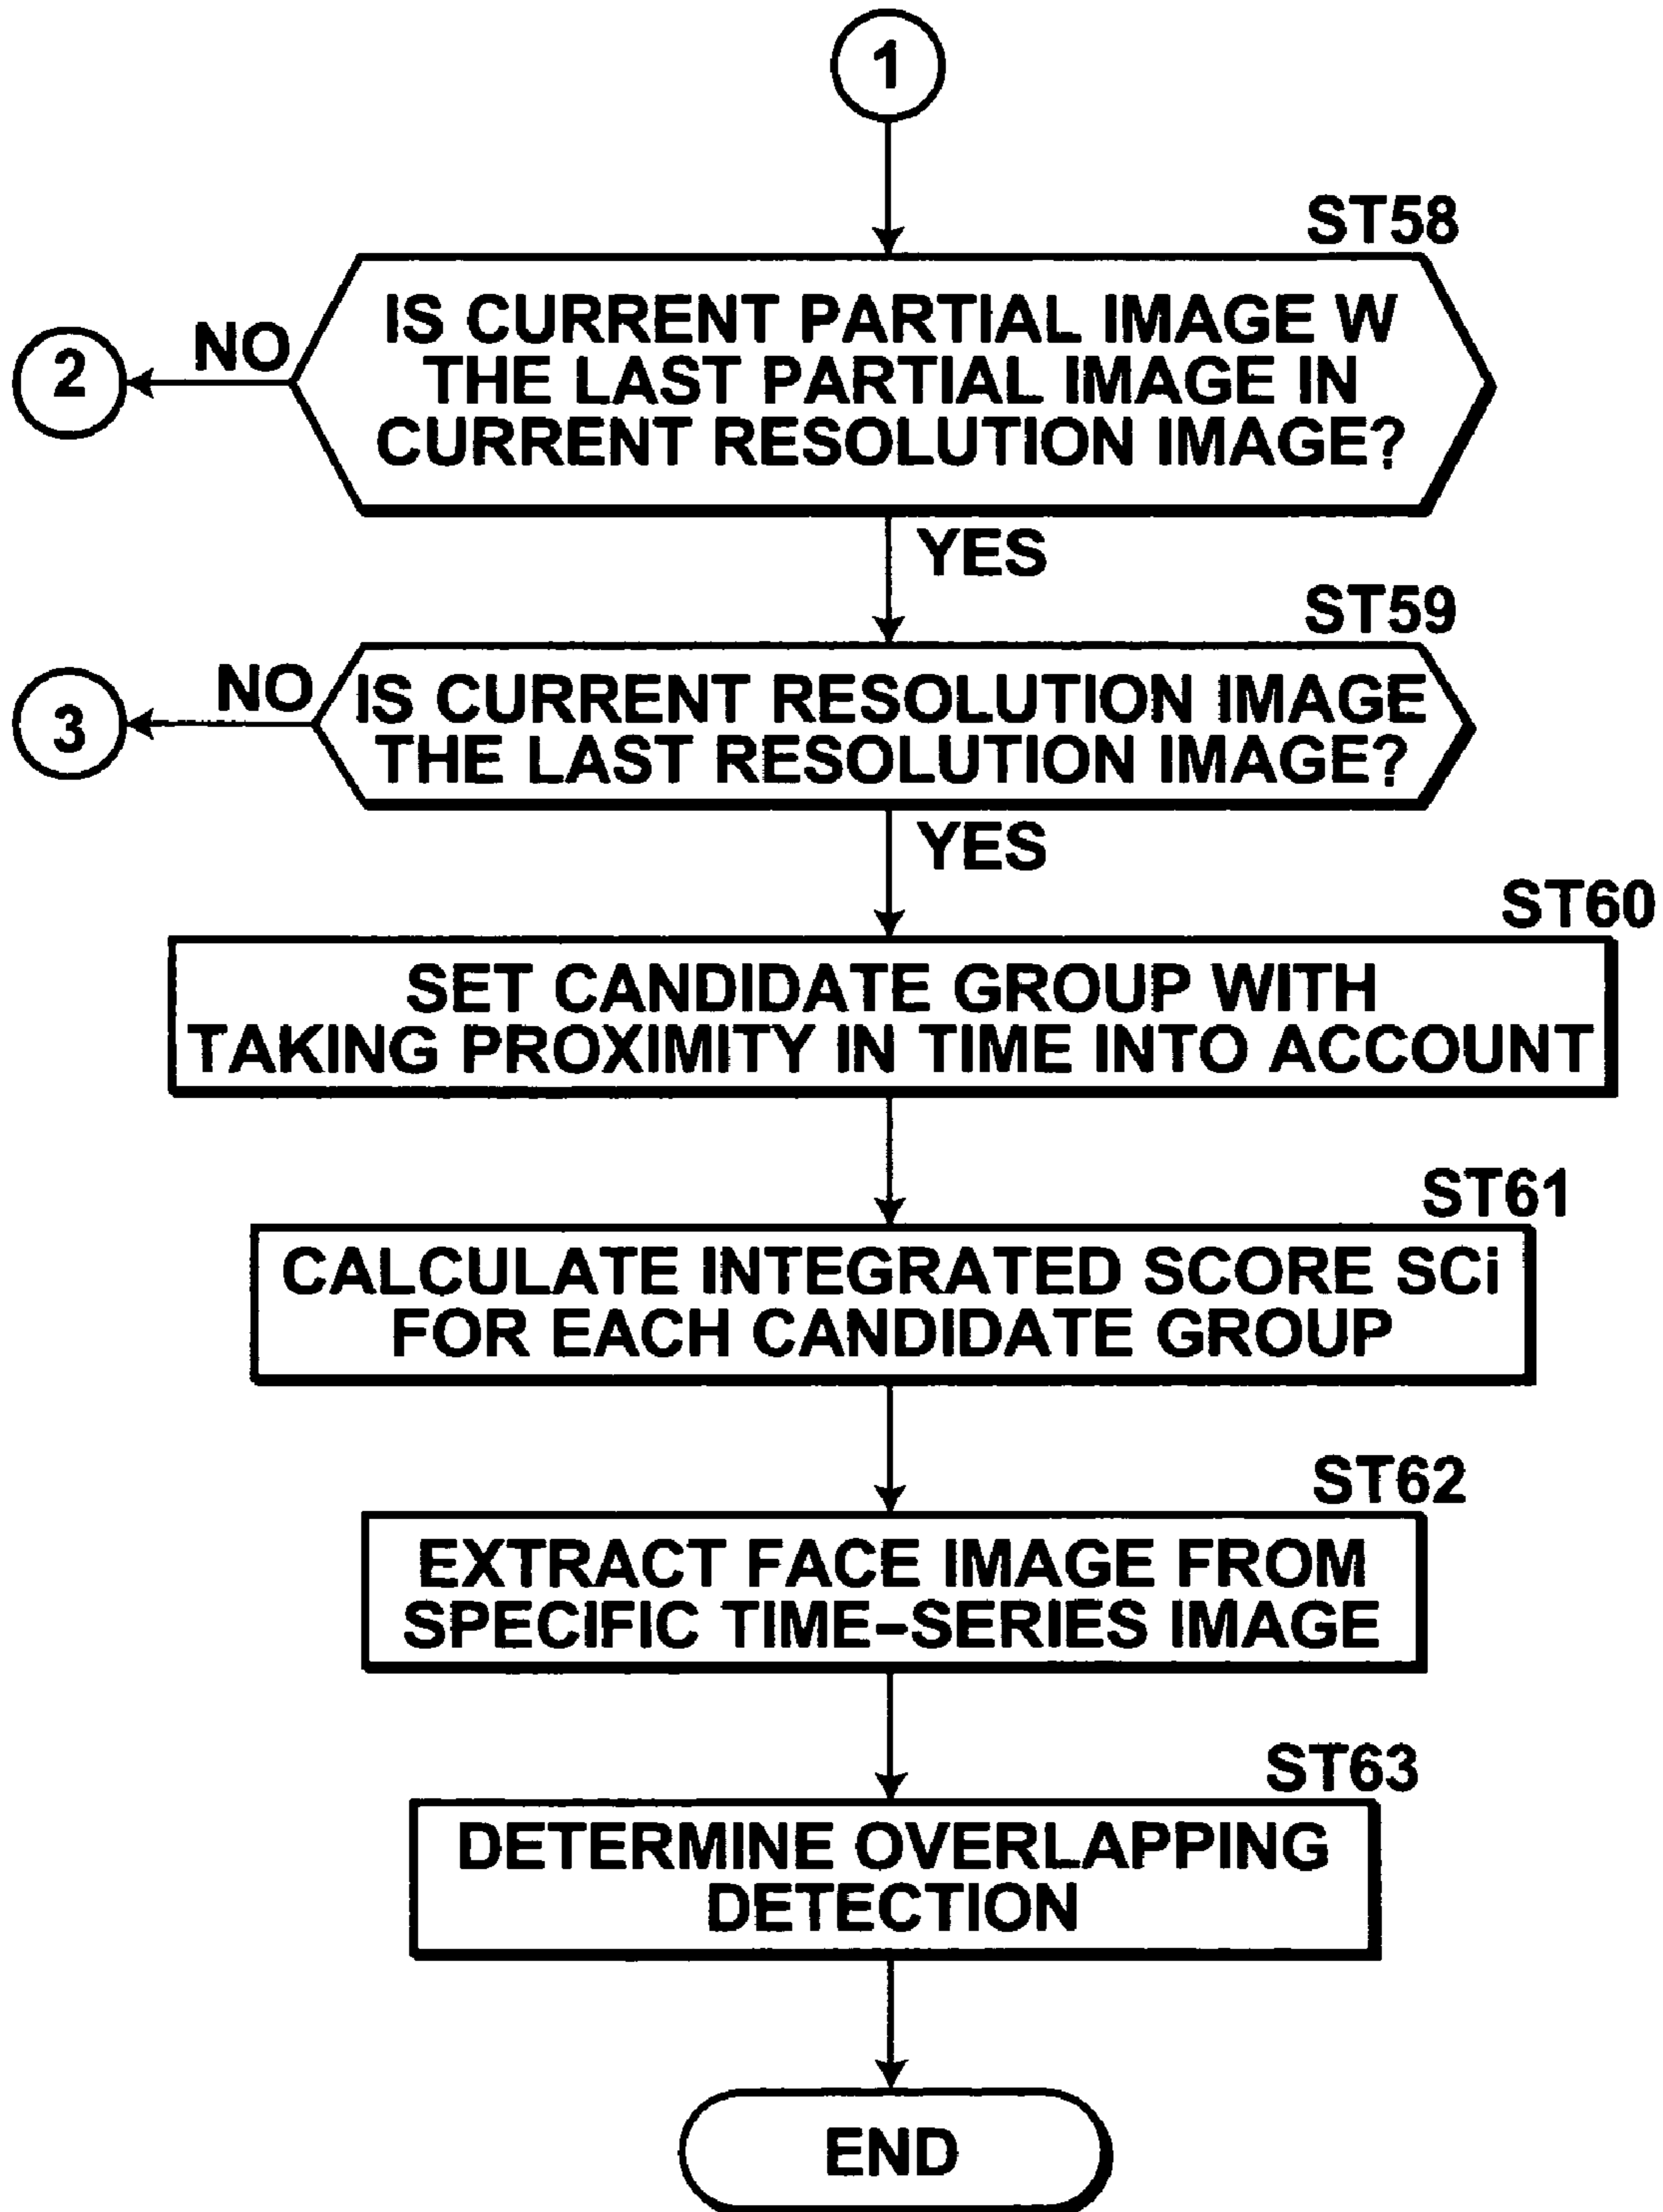 1
ST58
IS CURRENT PARTIAL IMAGE W
THE LAST PARTIAL IMAGE IN
CURRENT RESOLUTION IMAGE?
NO
2
YES
ST59
IS CURRENT RESOLUTION IMAGE
THE LAST RESOLUTION IMAGE?
NO
3
YES
ST60
SET CANDIDATE GROUP WITH
TAKING PROXIMITY IN TIME INTO ACCOUNT
ST61
CALCULATE INTEGRATED SCORE SCi
FOR EACH CANDIDATE GROUP
ST62
EXTRACT FACE IMAGE FROM
SPECIFIC TIME-SERIES IMAGE
ST63
DETERMINE OVERLAPPING
DETECTION
END